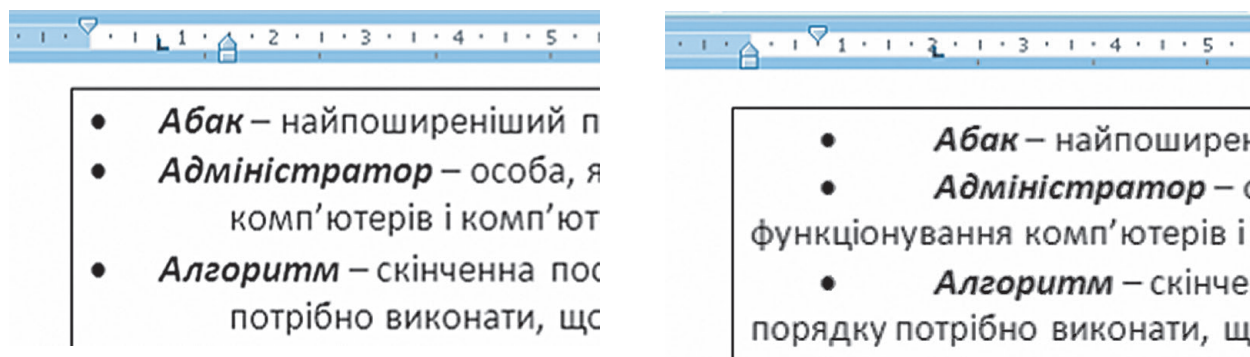 1 2 3 4 5
• Абак – найпоширеніший п
• Адміністратор – особа, я
комп’ютерів і комп’ют
• Алгоритм – скінченна пос
потрібно виконати, що
1 2 3 4 5
• Абак – найпоширен
• Адміністратор – о
функціонування комп’ютерів і
• Алгоритм – скінче
порядку потрібно виконати, щ